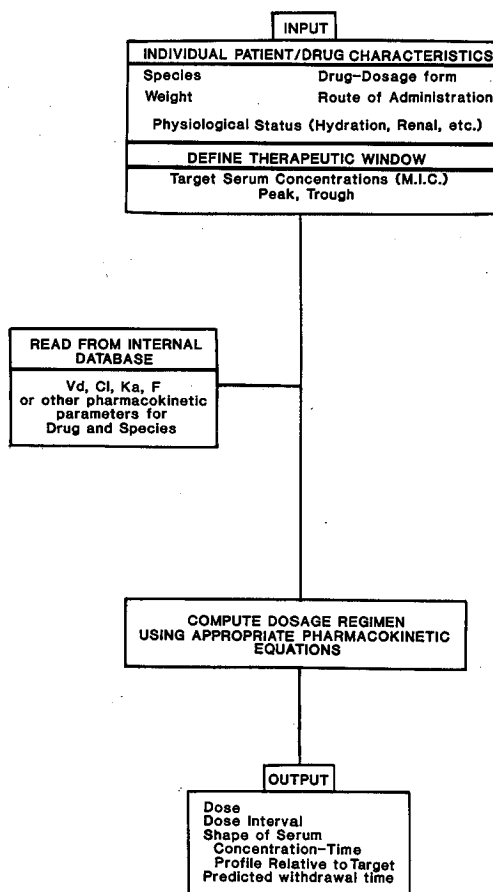 INPUT
INDIVIDUAL PATIENT/DRUG CHARACTERISTICS
Species Drug-Dosage form
Weight Route of Administration
Physiological Status (Hydration, Renal, etc.)
DEFINE THERAPEUTIC WINDOW
Target Serum Concentrations (M.I.C.)
Peak, Trough
READ FROM INTERNAL
DATABASE
Vd, Cl, Ka, F
or other pharmacokinetic
parameters for
Drug and Species
COMPUTE DOSAGE REGIMEN
USING APPROPRIATE PHARMACOKINETIC
EQUATIONS
OUTPUT
Dose
Dose Interval
Shape of Serum
Concentration-Time
Profile Relative to Target
Predicted withdrawal time